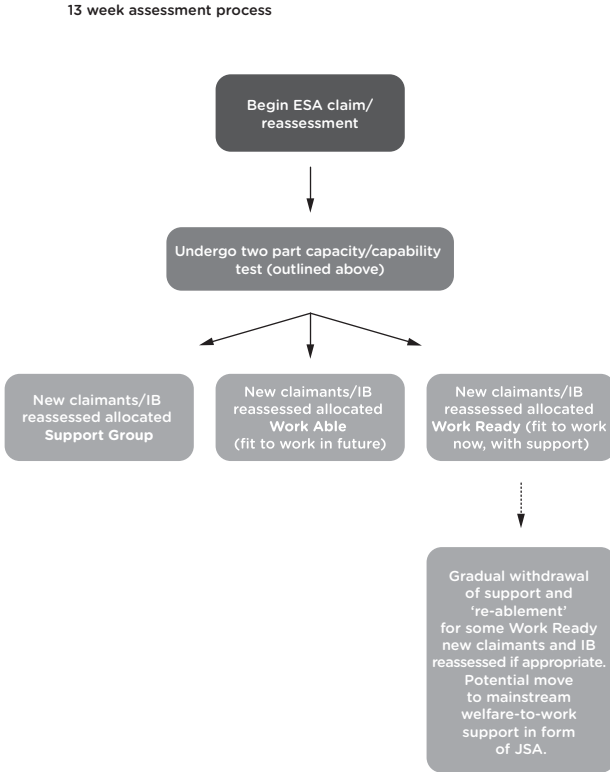 13 week assessment process
Begin ESA claim/
reassessment
Undergo two part capacity/capability
test (outlined above)
New claimants/IB
reassessed allocated
Support Group
New claimants/IB
reassessed allocated
Work Able
(fit to work in future)
New claimants/IB
reassessed allocated
Work Ready (fit to work
now, with support)
Gradual withdrawal
of support and
‘re-ablement’
for some Work Ready
new claimants and IB
reassessed if appropriate.
Potential move
to mainstream
welfare-to-work
support in form
of JSA.